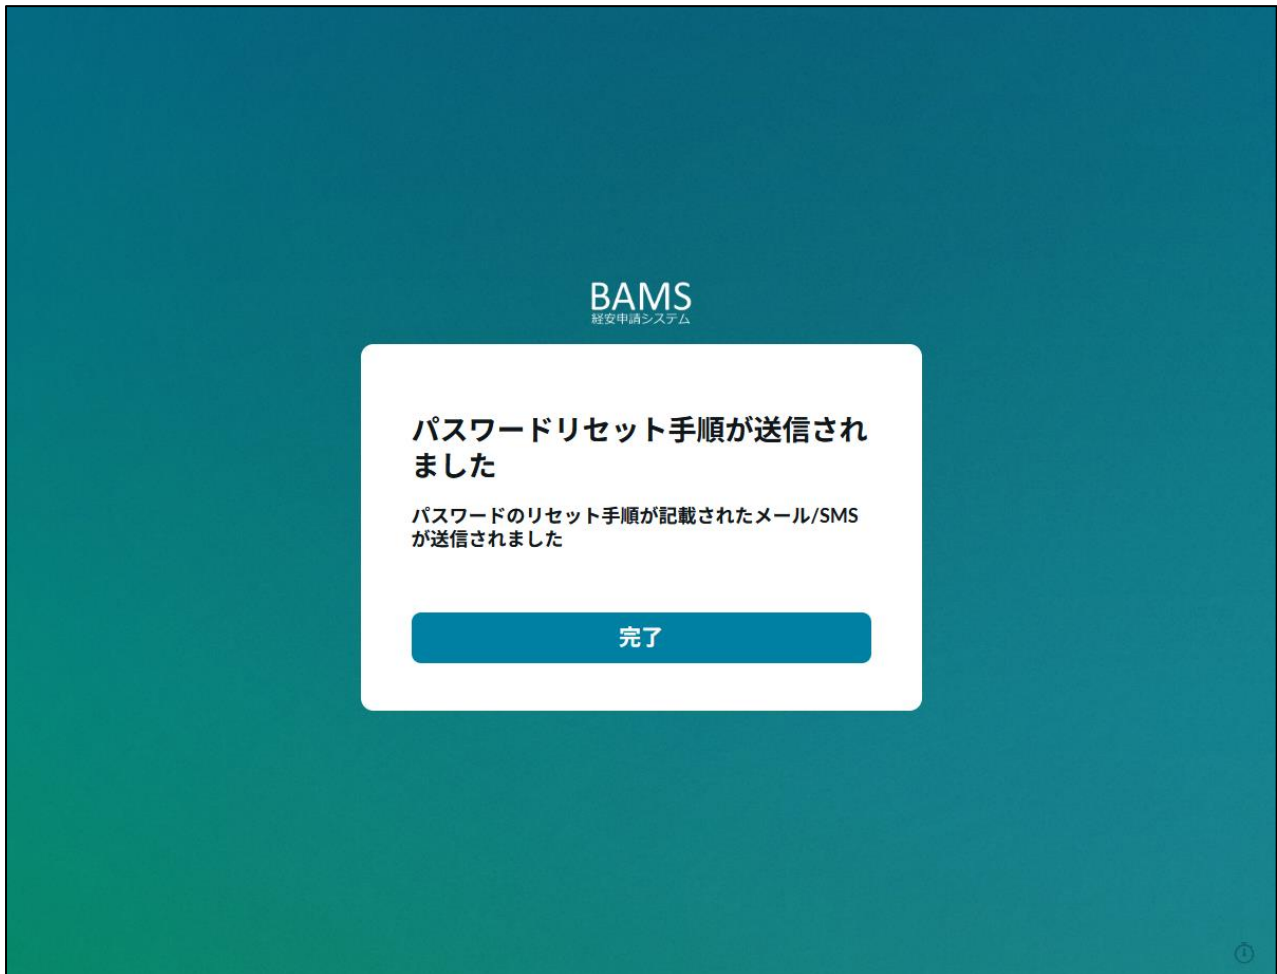 BAMS
経安申請システム
パスワードリセット手順が送信され
ました
パスワードのリセット手順が記載されたメール/SMS
が送信されました
完了